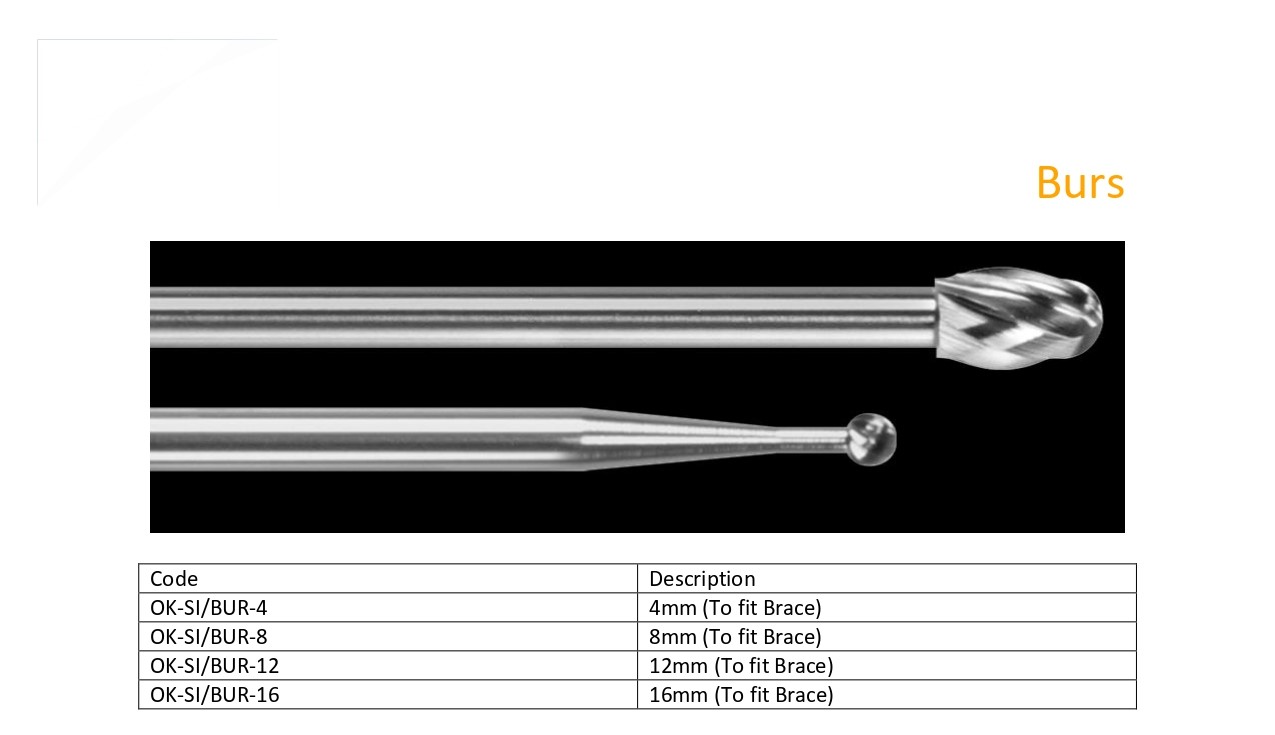 Burs
Code Description
OK-SI/BUR-4 4mm (To fit Brace)
OK-SI/BUR-8 8mm (To fit Brace)
OK-SI/BUR-12 12mm (To fit Brace)
OK-SI/BUR-16 16mm (To fit Brace)